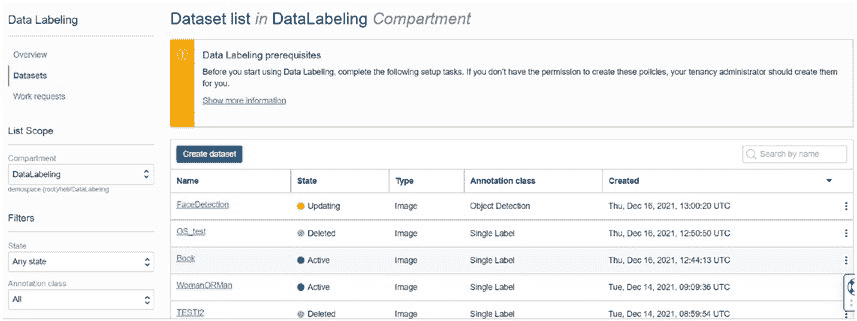 Data Labeling
Overview
Datasets
Work requests
List Scope
Compartment
DataLabeling
Filters
State
Any state
Annotation class
All
Dataset list in DataLabeling Compartment
Data Labeling prerequisites
Before you start using Data Labeling, complete the following setup tasks. If you don't have the permission to create these policies, your tenancy administrator should create them
for you.
Show more information
Create dataset
Search by name
Name State Type Annotation class Created
FaceDetection Updating Image Object Detection Thu, Dec 16, 2021, 13:00:20 UTC
OS_test Deleted Image Single Label Thu, Dec 16, 2021, 12:50:50 UTC
Book Active Image Single Label Thu, Dec 16, 2021, 12:44:13 UTC
WomanORMan Active Image Single Label Tue, Dec 14, 2021, 09:09:36 UTC
TESTI2 Deleted Image Single Label Tue, Dec 14, 2021, 08:59:54 UTC